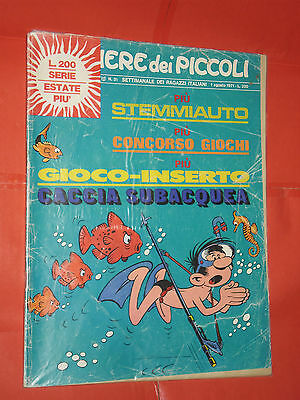 L. 200
SERIE
ESTATE
PIU'
IERE dei PICCOLI
N. 31 SETTIMANALE DEI RAGAZZI ITALIANI 1 agosto 1971 - L. 200
PIÙ
STEMMIAUTO
PIÙ
CONCORSO GIOCHI
PIÙ
GIOCO-INSERTO
CACCIA SUBACQUEA